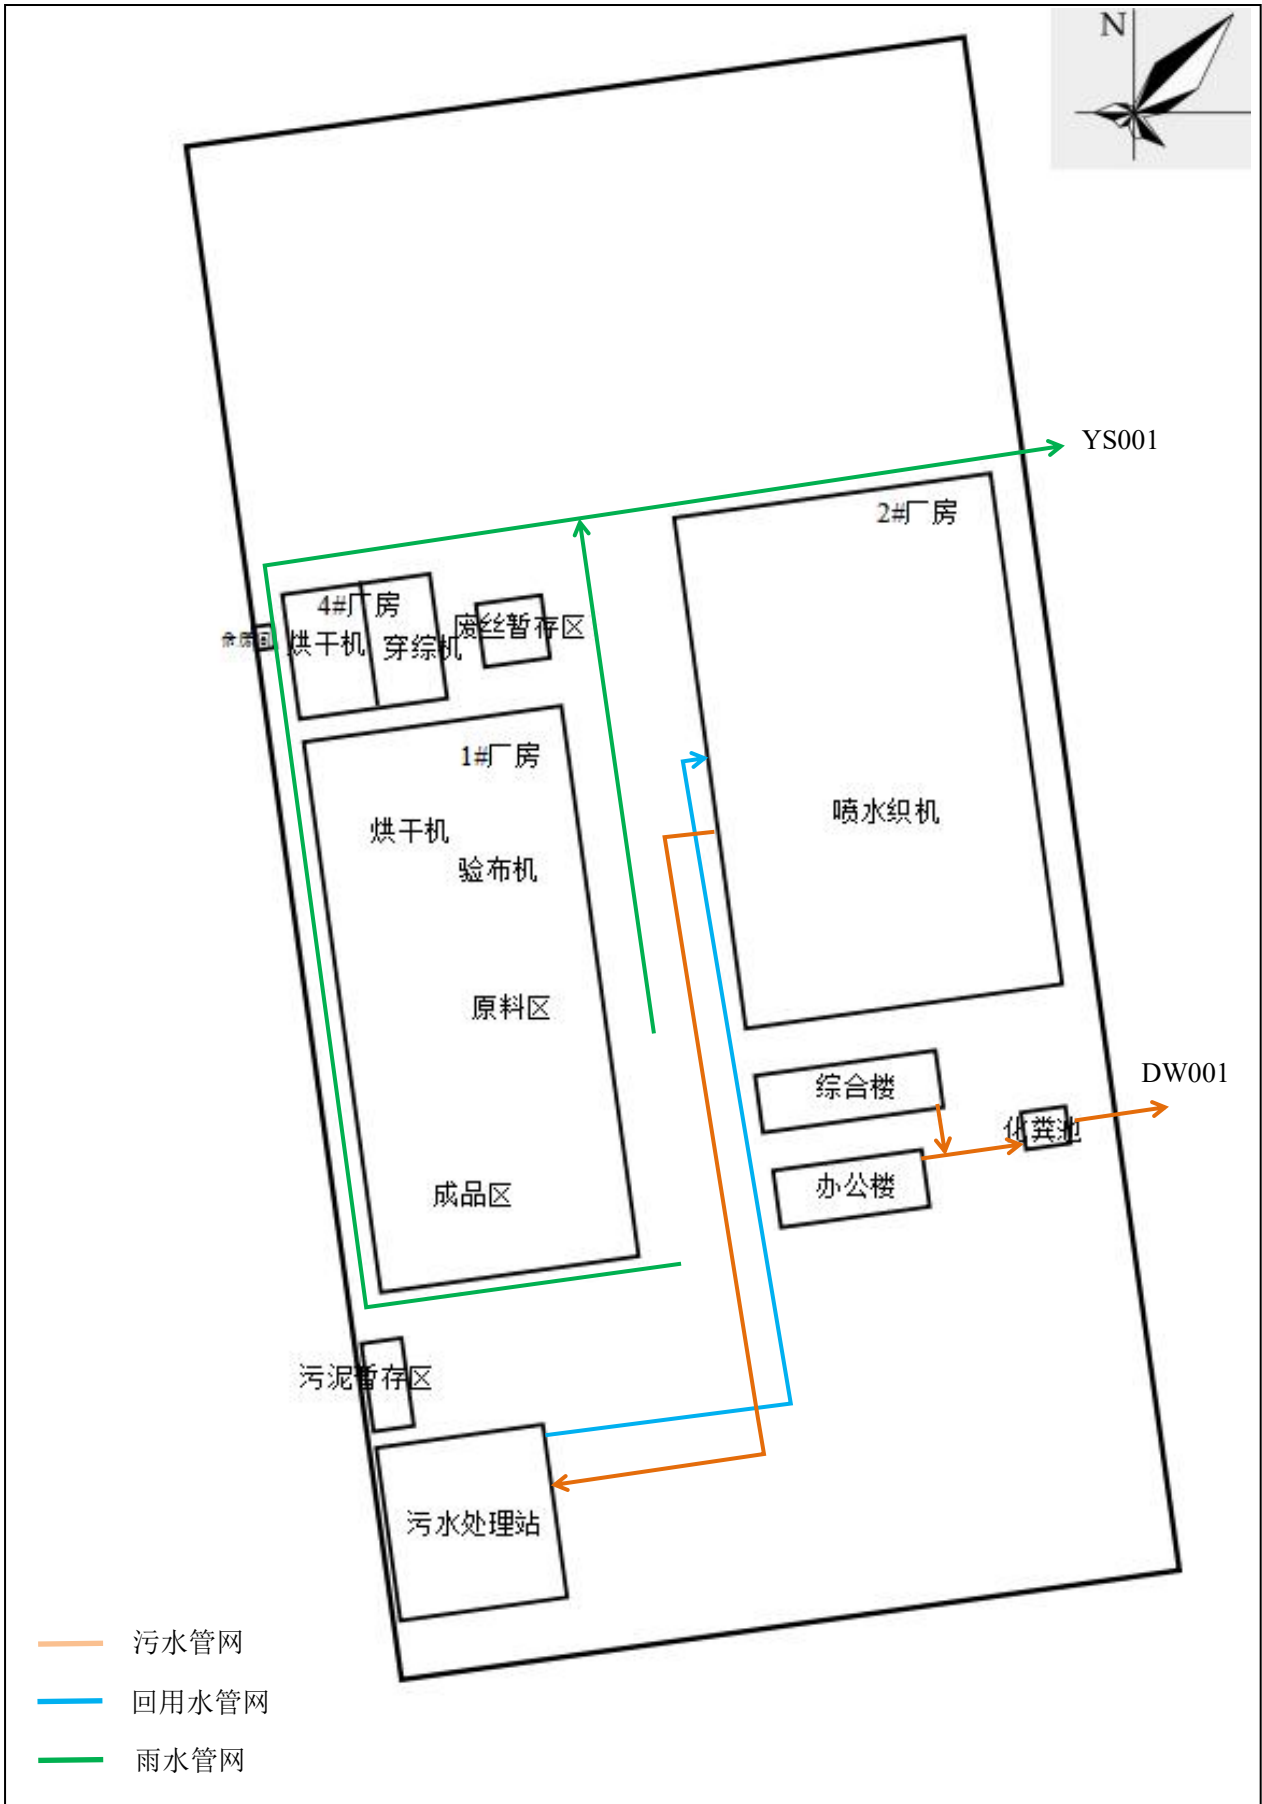 N
YS001
2#厂房
4#厂房
废丝暂存区
烘干机
穿综机
1#厂房
喷水织机
烘干机
验布机
原料区
DW001
综合楼
化粪池
办公楼
成品区
污泥暂存区
污水处理站
污水管网
回用水管网
雨水管网